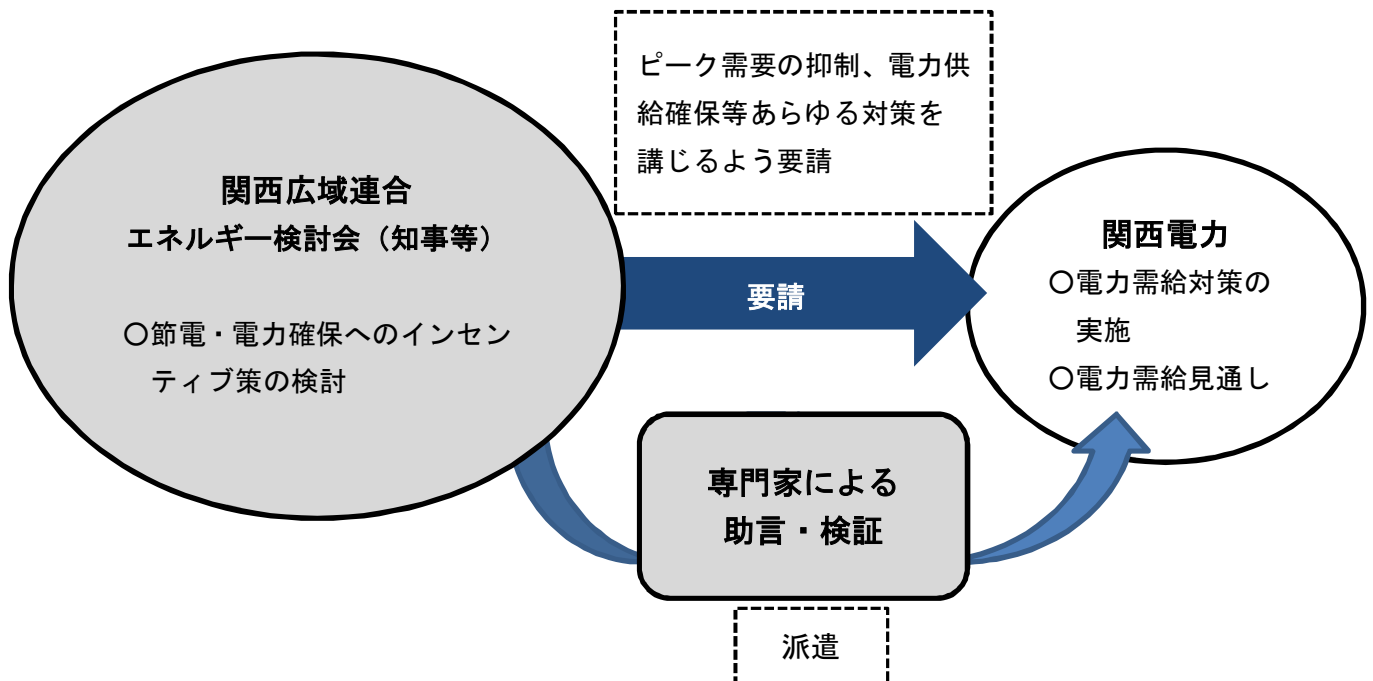 ピーク需要の抑制、電力供
給確保等あらゆる対策を
講じるよう要請
関西広域連合
エネルギー検討会（知事等）
〇節電・電力確保へのインセン
ティブ策の検討
要請
関西電力
〇電力需給対策の
実施
〇電力需給見通し
専門家による
助言・検証
派遣